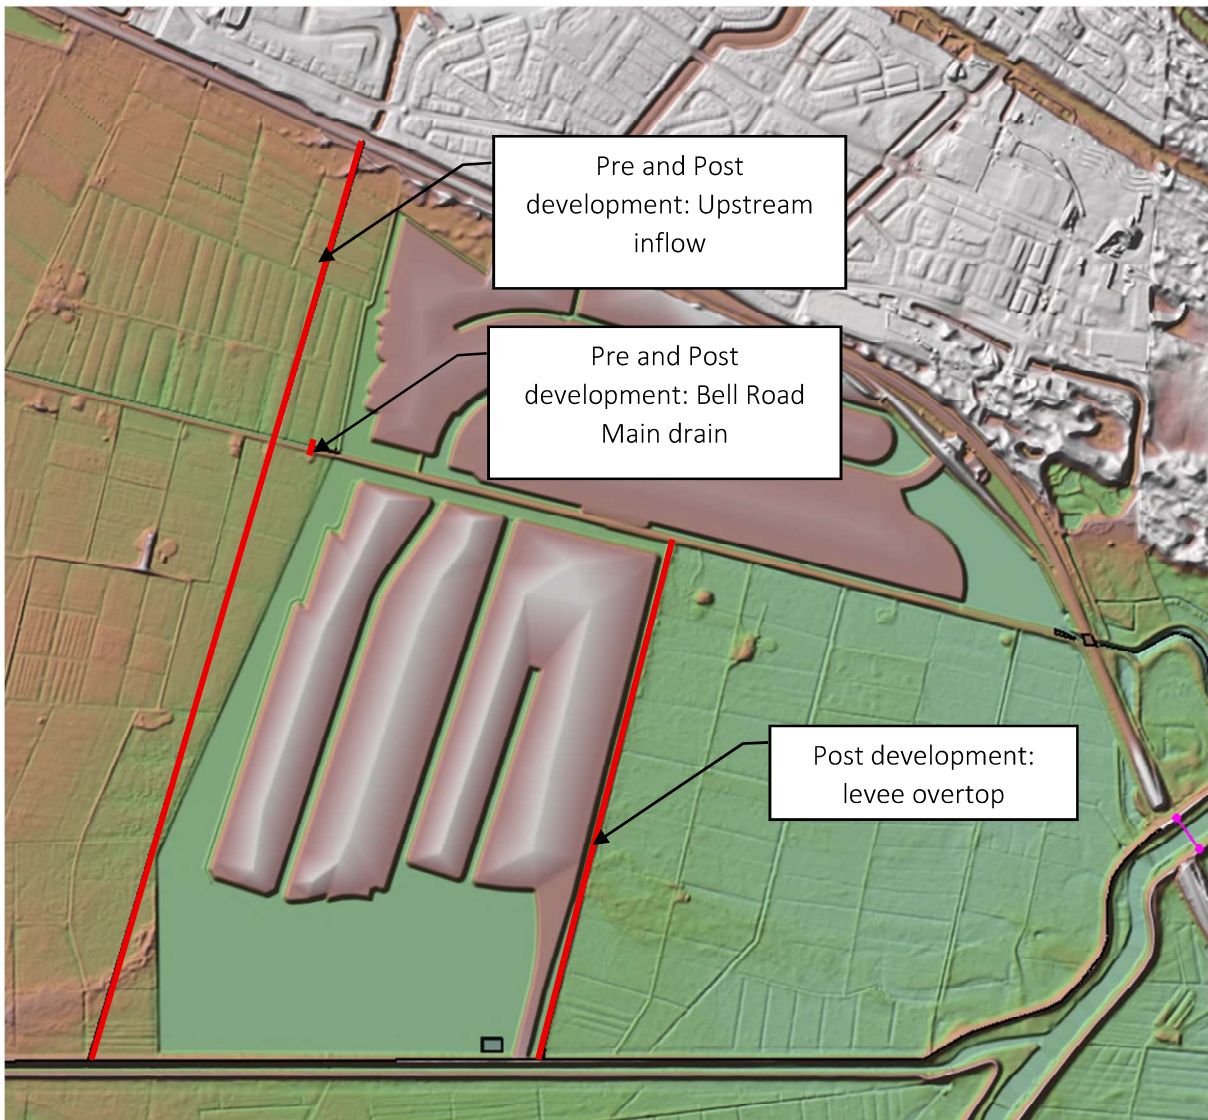 Pre and Post
development: Upstream
inflow
Pre and Post
development: Bell Road
Main drain
Post development:
levee overtop